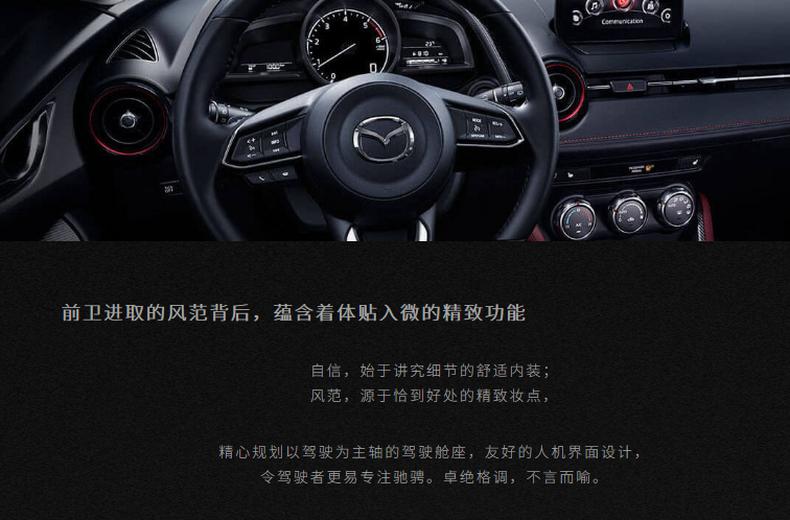 Communication
前卫进取的风范背后，蕴含着体贴入微的精致功能
自信，始于讲究细节的舒适内装；
风范，源于恰到好处的精致妆点，
精心规划以驾驶为主轴的驾驶舱座，友好的人机界面设计，
令驾驶者更易专注驰骋。卓绝格调，不言而喻。